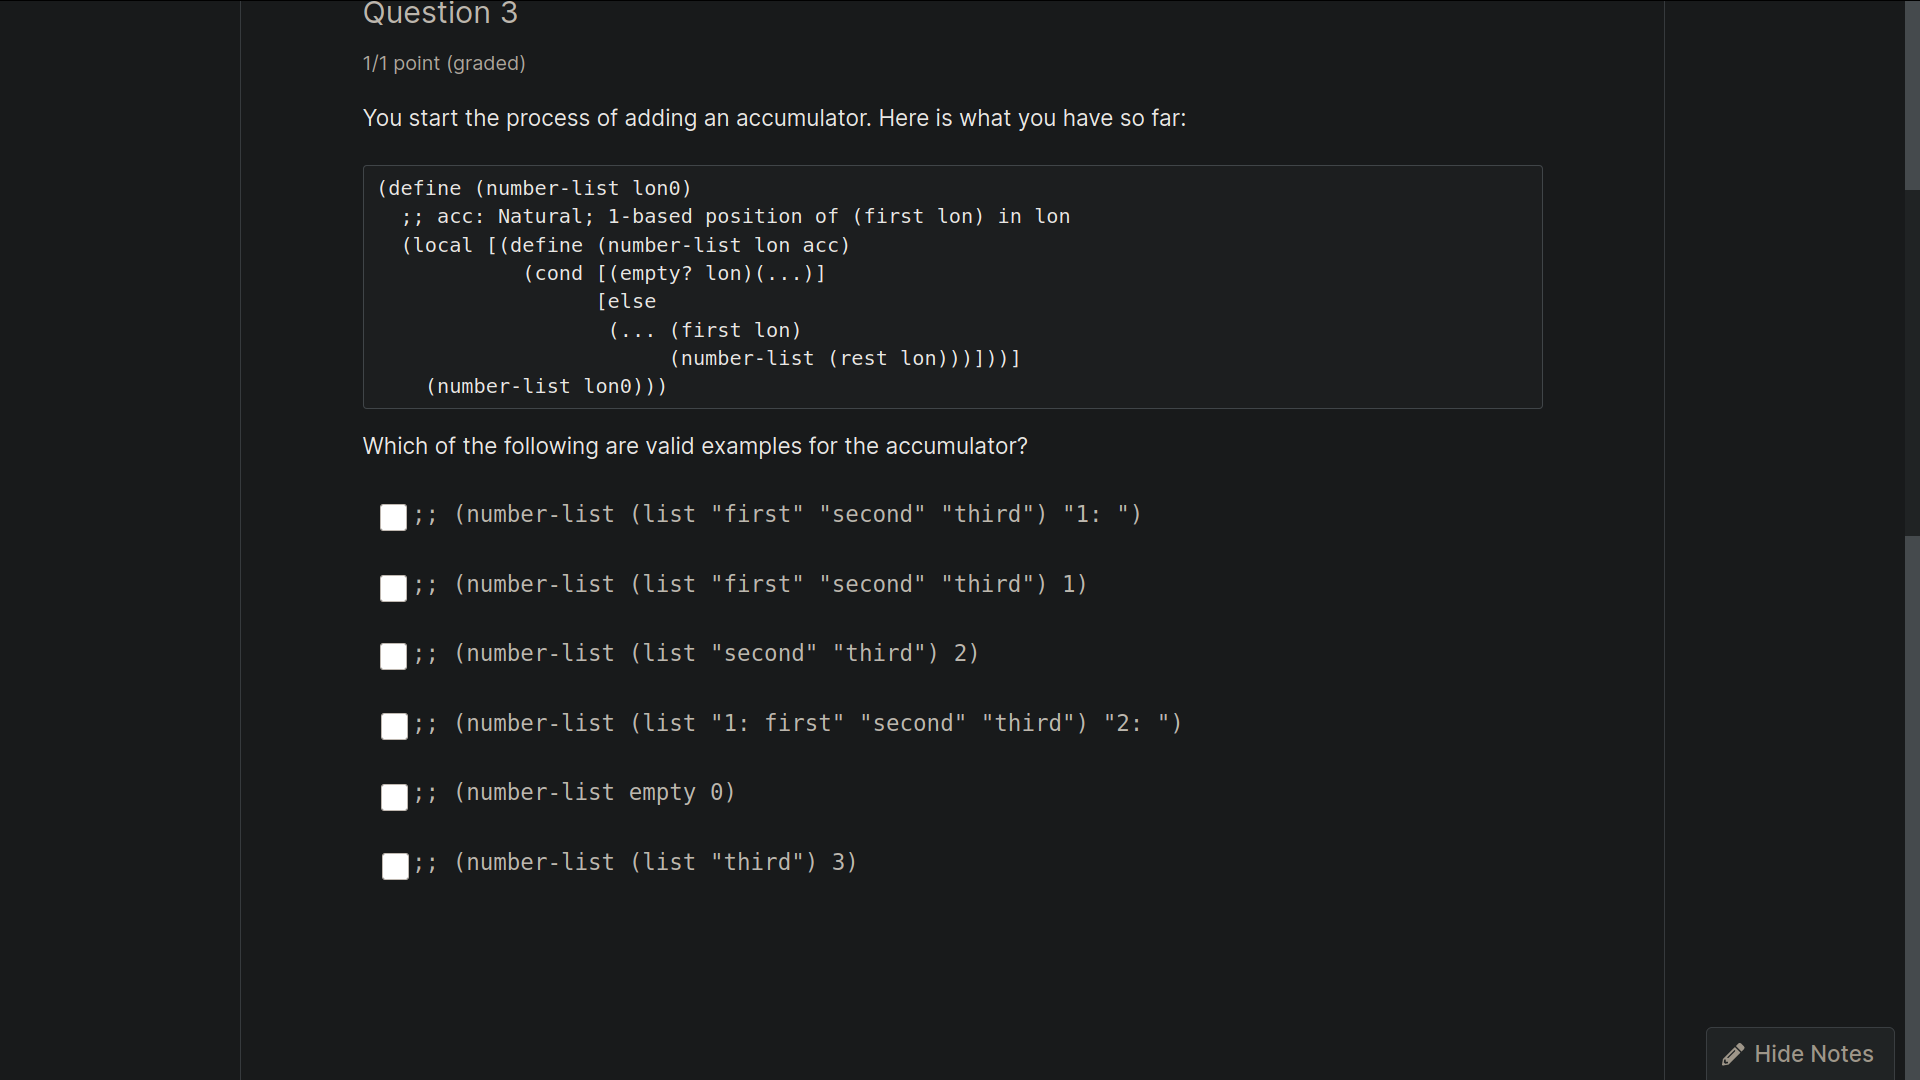 Question 3
1/1 point (graded)
You start the process of adding an accumulator. Here is what you have so far:
(define (number-list lon0)
  ;; acc: Natural; 1-based position of (first lon) in lon
  (local [(define (number-list lon acc)
            (cond [(empty? lon)(...)]
                  [else
                   (... (first lon)
                        (number-list (rest lon)))]))]
    (number-list lon0)))
Which of the following are valid examples for the accumulator?
;; (number-list (list "first" "second" "third") "1: ")
;; (number-list (list "first" "second" "third") 1)
;; (number-list (list "second" "third") 2)
;; (number-list (list "1: first" "second" "third") "2: ")
;; (number-list empty 0)
;; (number-list (list "third") 3)
Hide Notes